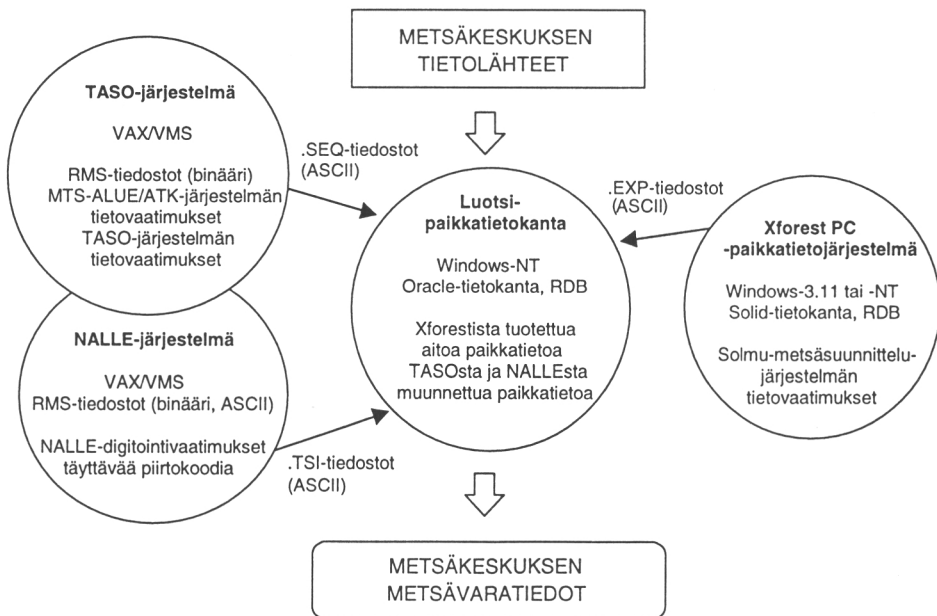 METSÄKESKUKSEN
TIETOLÄHTEET
TASO-järjestelmä
VAX/VMS
RMS-tiedostot (binääri)
MTS-ALUE/ATK-järjestelmän
tietovaatimukset
TASO-järjestelmän
tietovaatimukset
.SEQ-tiedostot
(ASCII)
NALLE-järjestelmä
VAX/VMS
RMS-tiedostot (binääri, ASCII)
NALLE-digitointivaatimukset
täyttävää piirtokoodia
.TSI-tiedostot
(ASCII)
Luotsi-
paikkatietokanta
Windows-NT
Oracle-tietokanta, RDB
Xforestista tuotettua
aitoa paikkatietoa
TASOsta ja NALLEsta
muunnettua paikkatietoa
.EXP-tiedostot
(ASCII)
Xforest PC
-paikkatietojärjestelmä
Windows-3.11 tai -NT
Solid-tietokanta, RDB
Solmu-metsäsuunnittelu-
järjestelmän
tietovaatimukset
METSÄKESKUKSEN
METSÄVARATIEDOT